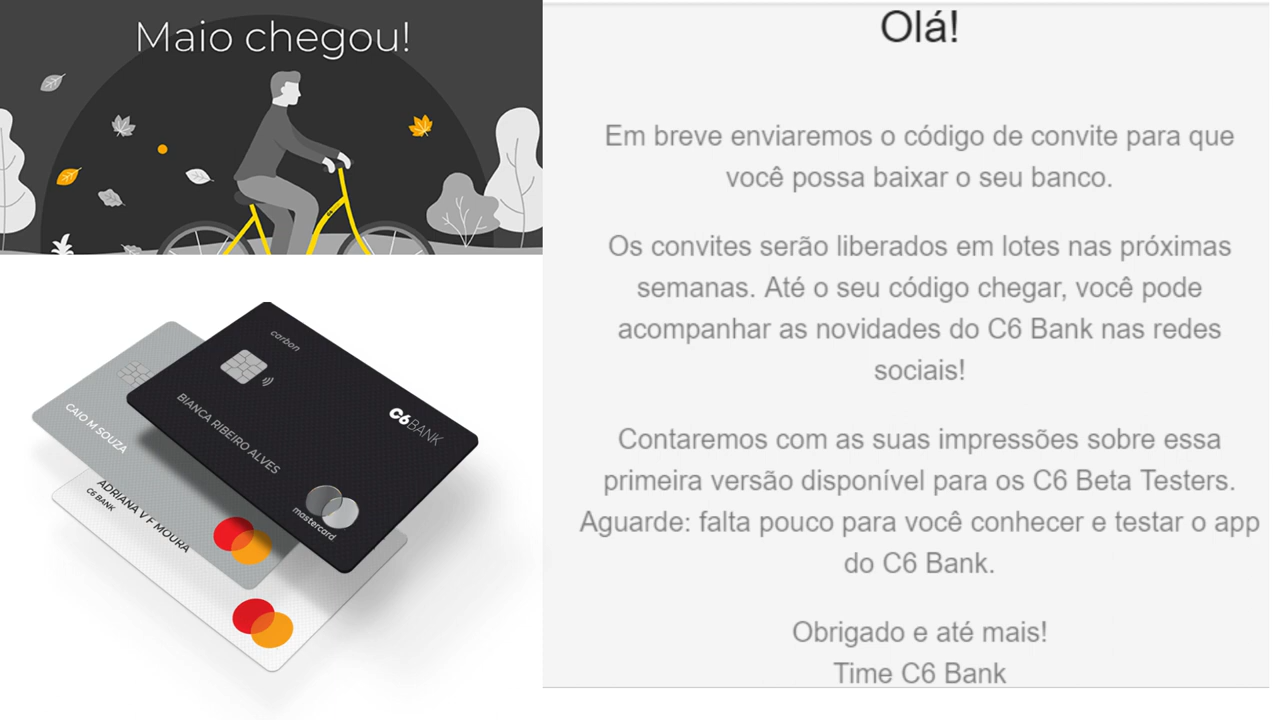 Maio chegou!
carbon
BIANCA RIBEIRO ALVES
C6 BANK
mastercard
CAIO M SOUZA
ADRIANA V F MOURA
C6 BANK
Olá!
Em breve enviaremos o código de convite para que
você possa baixar o seu banco.
Os convites serão liberados em lotes nas próximas
semanas. Até o seu código chegar, você pode
acompanhar as novidades do C6 Bank nas redes
sociais!
Contaremos com as suas impressões sobre essa
primeira versão disponível para os C6 Beta Testers.
Aguarde: falta pouco para você conhecer e testar o app
do C6 Bank.
Obrigado e até mais!
Time C6 Bank